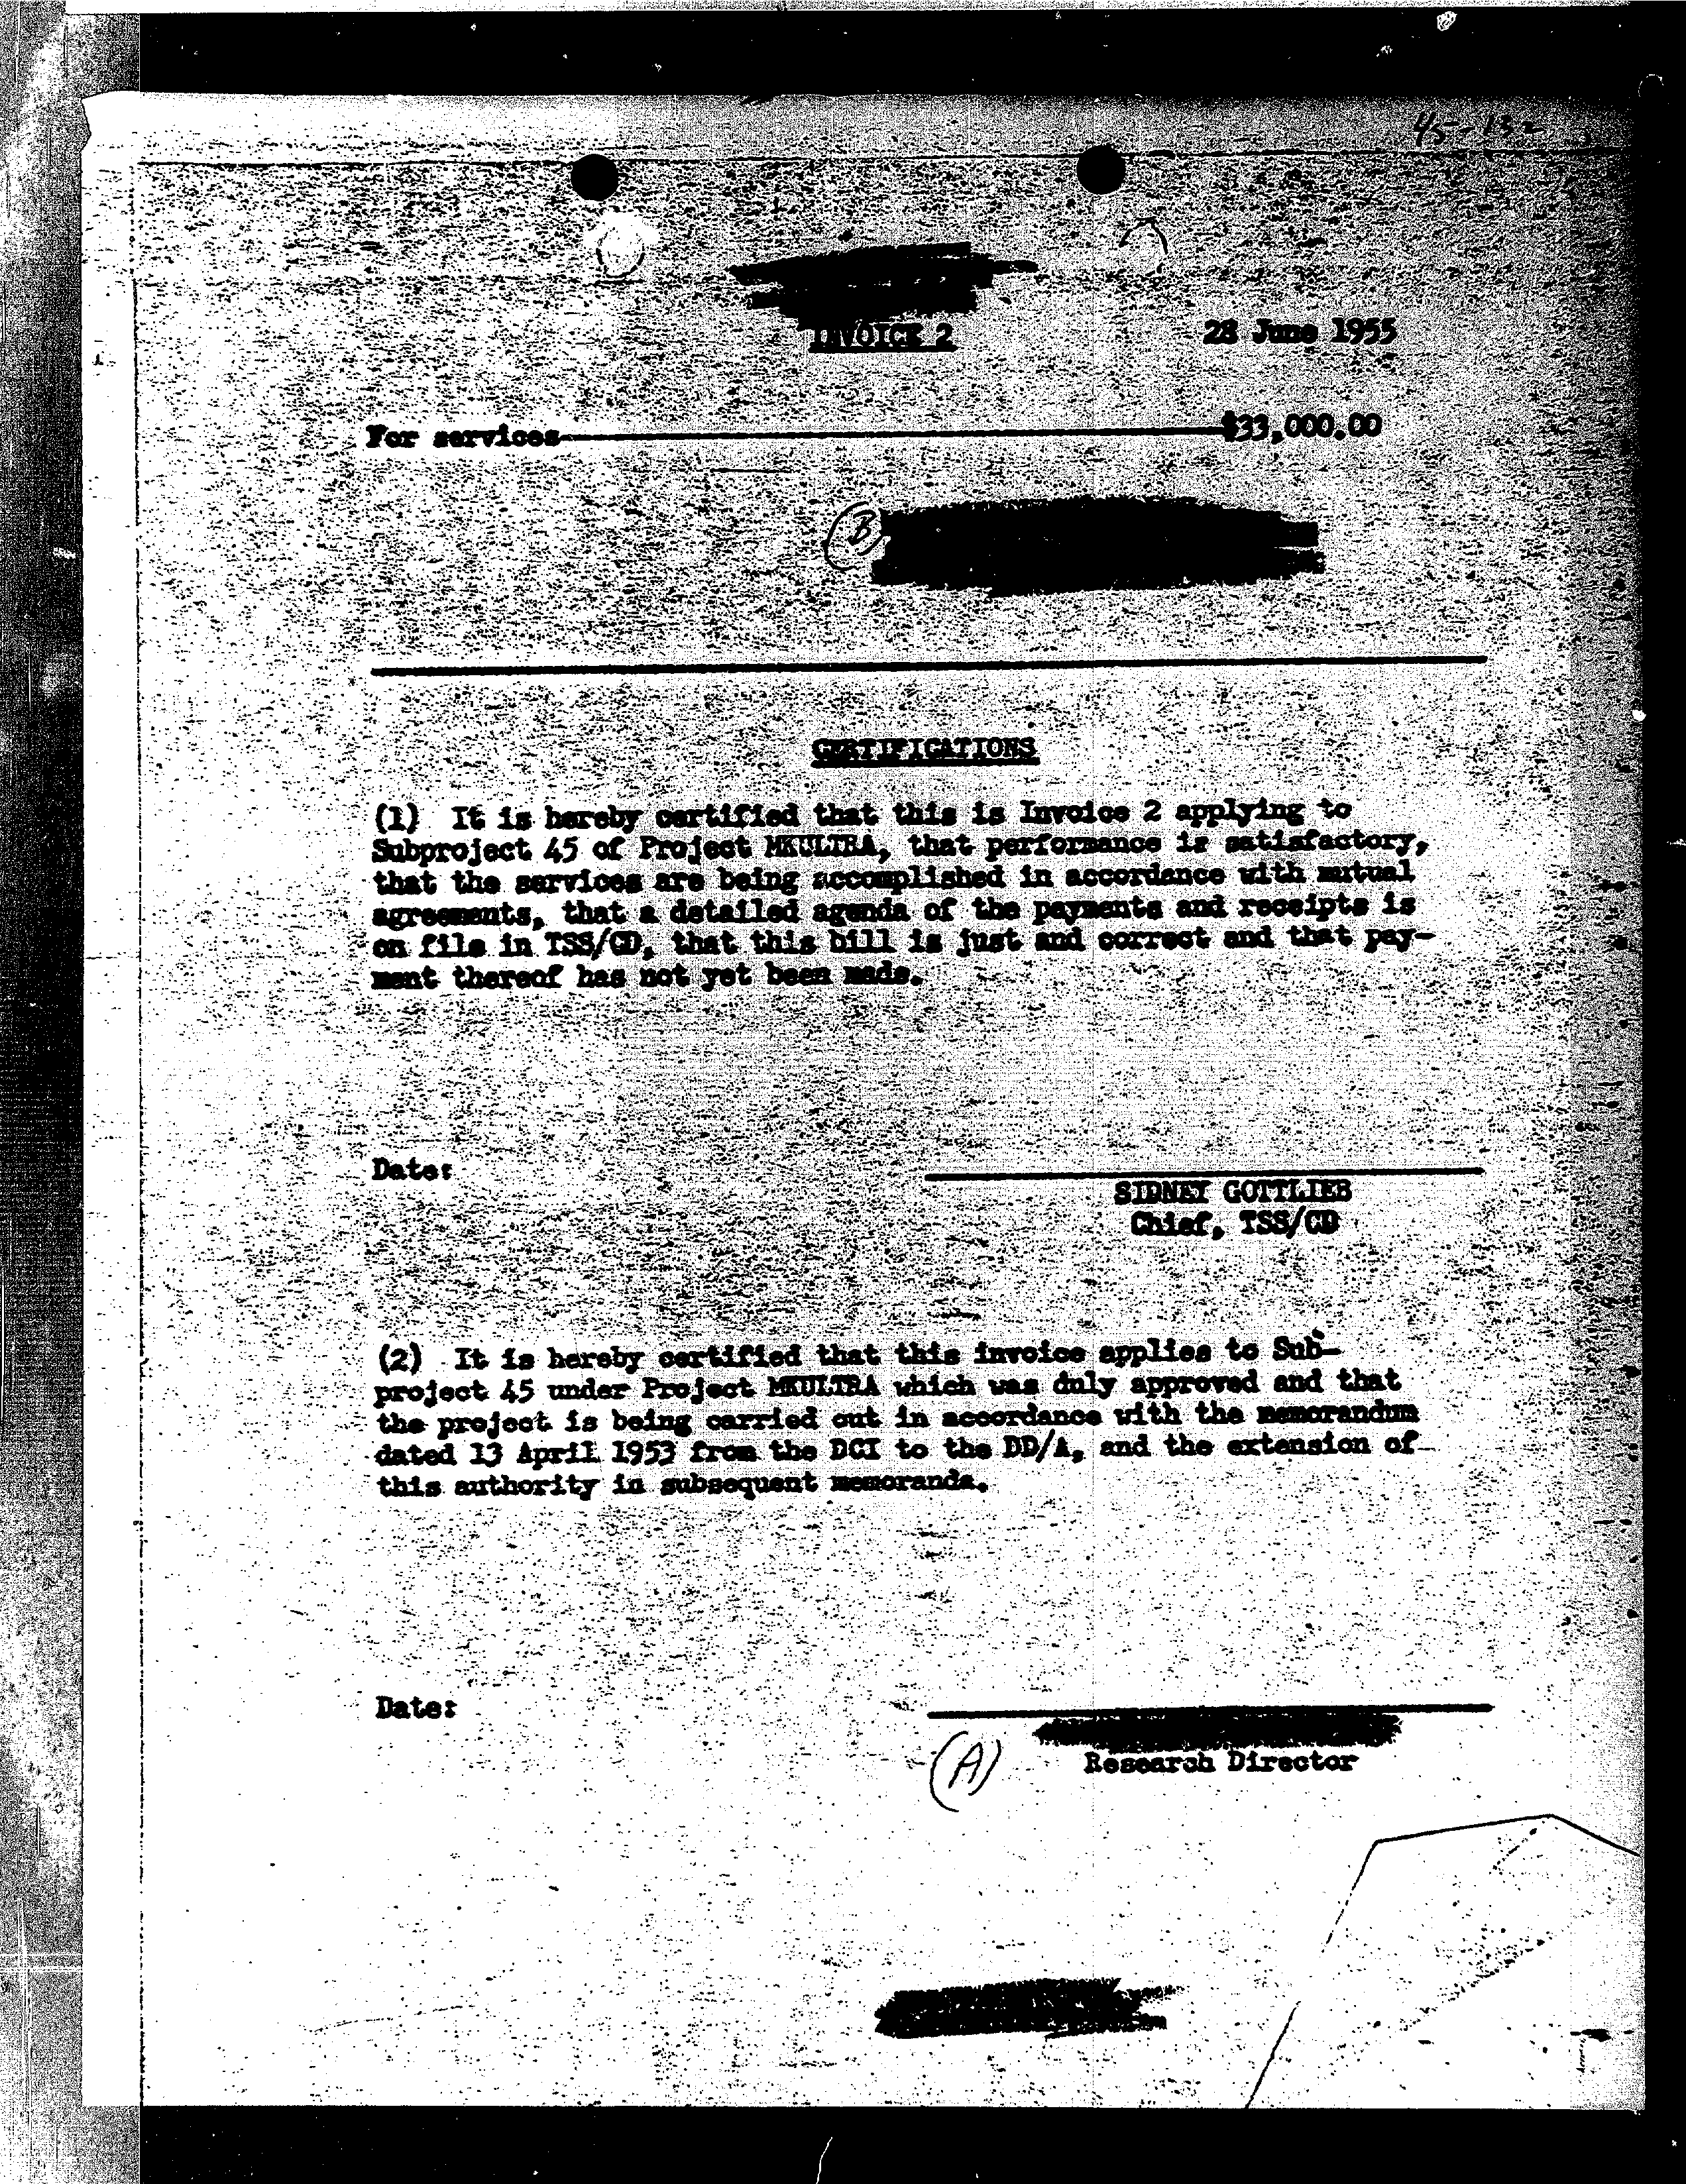 45-132
INVOICE 2
28 June 1955
For services $33,000.00
(B)
CERTIFICATIONS
(1) It is hereby certified that this is Invoice 2 applying to
Subproject 45 of Project MKULTRA, that performance is satisfactory,
that the services are being accomplished in accordance with mutual
agreements, that a detailed agenda of the payments and receipts is
on file in TSS/CD, that this bill is just and correct and that pay-
ment thereof has not yet been made.
Date:
SIDNEY GOTTLIEB
Chief, TSS/CD
(2) It is hereby certified that this invoice applies to Sub-
project 45 under Project MKULTRA which was duly approved and that
the project is being carried out in accordance with the memorandum
dated 13 April 1953 from the DCI to the DD/A, and the extension of
this authority in subsequent memoranda.
Date:
(A)
Research Director